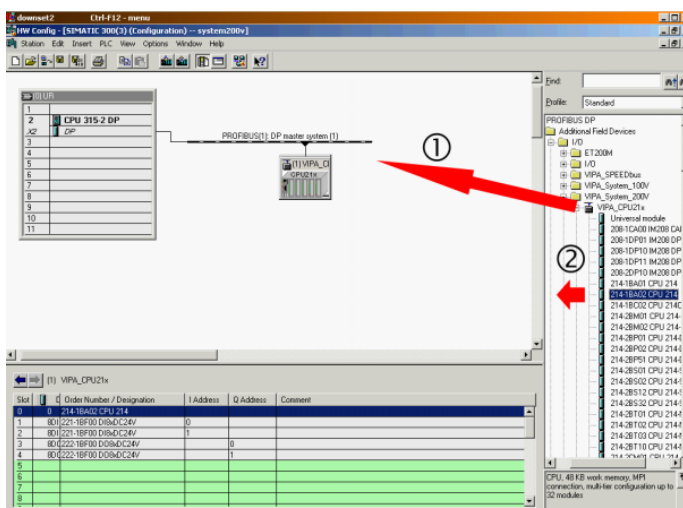 downset2 Ctrl-F12 - menu
HW Config - [SIMATIC 300(3) (Configuration) -- system200v]
Station Edit Insert PLC View Options Window Help
Find:
Profile: Standard
(0) UR
1
2 CPU 315-2 DP
X2 DP
3
4
5
6
7
8
9
10
11
PROFIBUS(1): DP master system (1)
(1) VIPA_CI
CPU21x
①
②
PROFIBUS DP
Additional Field Devices
I/O
ET200M
I/O
VIPA_SPEEDbus
VIPA_System_100V
VIPA_System_200V
VIPA_CPU21x
Universal module
208-1CA00 IM208 CAI
208-1DP01 IM208 DP
208-1DP10 IM208 DP
208-1DP11 IM208 DP
208-2DP10 IM208 DP
214-1BA01 CPU 214
214-1BA02 CPU 214
214-1BC02 CPU 214C
214-2BM01 CPU 214-
214-2BM02 CPU 214-
214-2BP01 CPU 214-
214-2BP02 CPU 214-
214-2BP51 CPU 214-
214-2BS01 CPU 214-
214-2BS02 CPU 214-
214-2BS12 CPU 214-
214-2BS32 CPU 214-
214-2BT01 CPU 214-
214-2BT02 CPU 214-
214-2BT03 CPU 214-
214-2BT10 CPU 214-
CPU, 48 KB work memory, MPI
connection, multi-tier configuration up to
32 modules
(1) VIPA_CPU21x
Slot D Order Number / Designation I Address Q Address Comment
0 0 214-1BA02 CPU 214
1 8DI 221-1BF00 DI8xDC24V 0
2 8DI 221-1BF00 DI8xDC24V 1
3 8DO 222-1BF00 DO8xDC24V 0
4 8DO 222-1BF00 DO8xDC24V 1
5
6
7
8